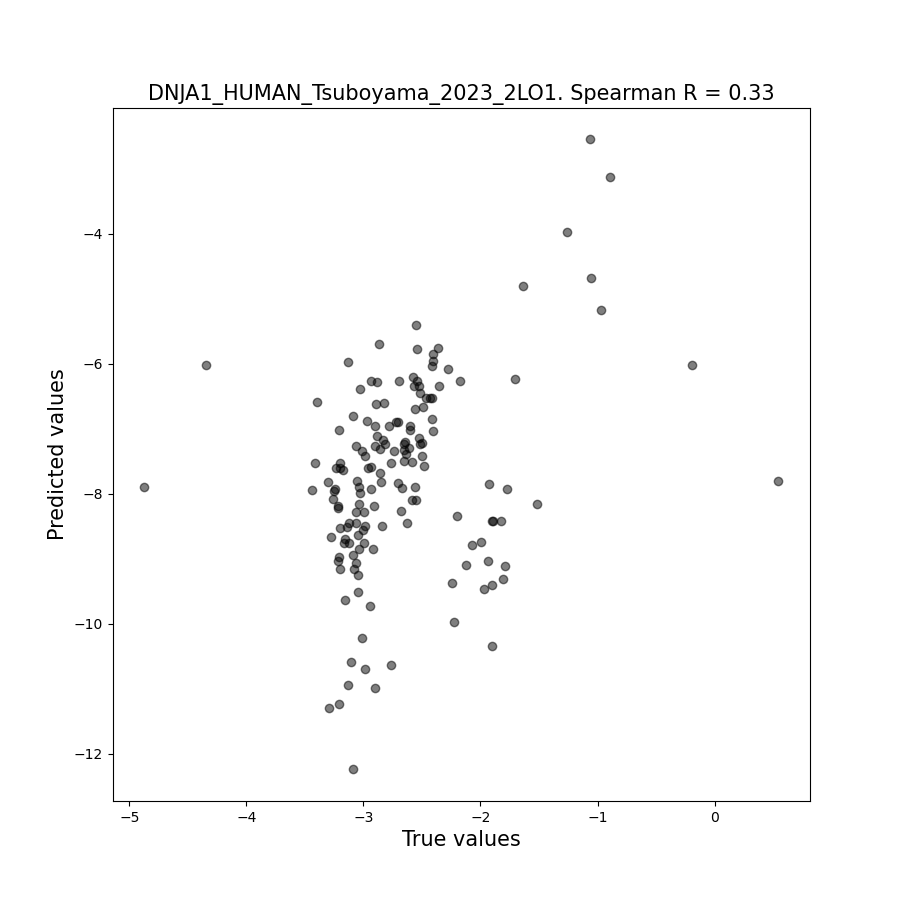 DNJA1_HUMAN_Tsuboyama_2023_2LO1. Spearman R = 0.33
Predicted values
−4
−6
−8
−10
−12
−5 −4 −3 −2 −1 0
True values